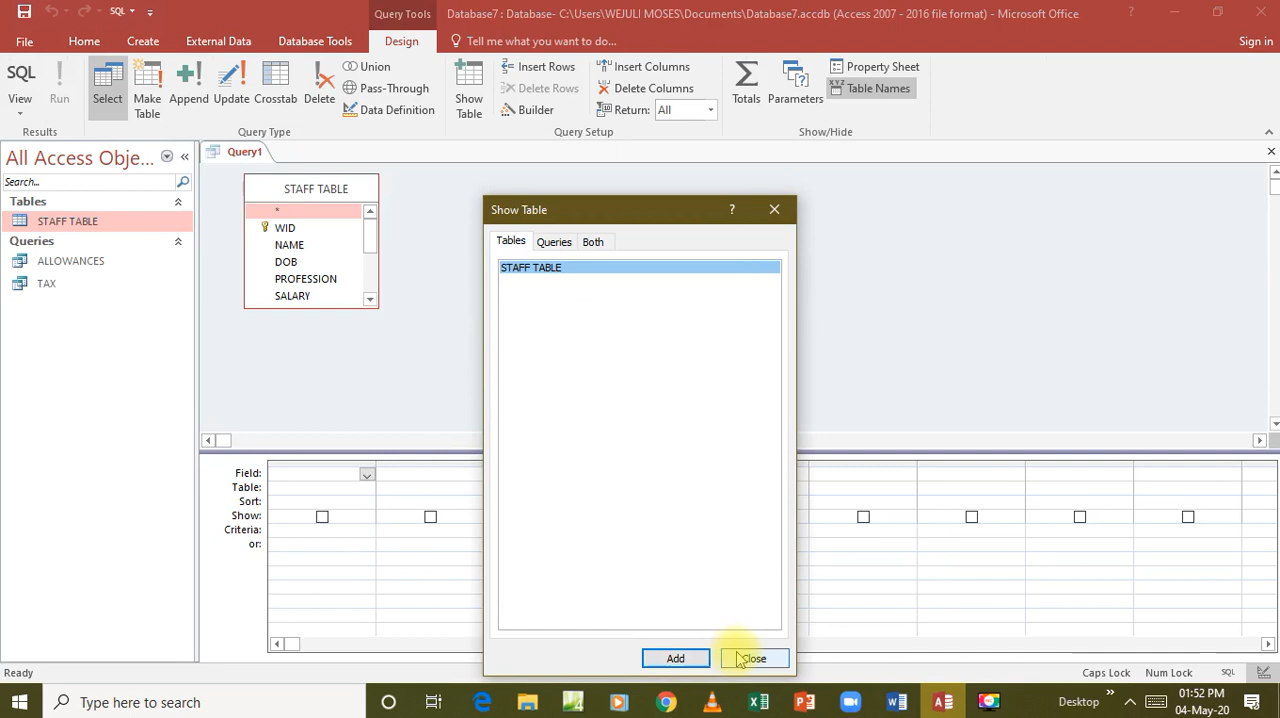 SQL
Query Tools
Database7 : Database- C:\Users\WEJULI MOSES\Documents\Database7.accdb (Access 2007 - 2016 file format) - Microsoft Office
?
File
Home
Create
External Data
Database Tools
Design
Tell me what you want to do...
Sign in
SQL
View
Run
Results
Select
Make
Table
Append
Update
Crosstab
Delete
Union
Pass-Through
Data Definition
Query Type
Show
Table
Insert Rows
Delete Rows
Builder
Insert Columns
Delete Columns
Return: All
Query Setup
Totals
Parameters
Property Sheet
XYZ
Table Names
Show/Hide
All Access Obje...
Search...
Tables
STAFF TABLE
Queries
ALLOWANCES
TAX
Query1
STAFF TABLE
*
WID
NAME
DOB
PROFESSION
SALARY
Show Table
?
Tables
Queries
Both
STAFF TABLE
Add
Close
Field:
Table:
Sort:
Show:
Criteria:
or:
Ready
Caps Lock
Num Lock
SQL
Type here to search
Desktop
01:52 PM
04-May-20